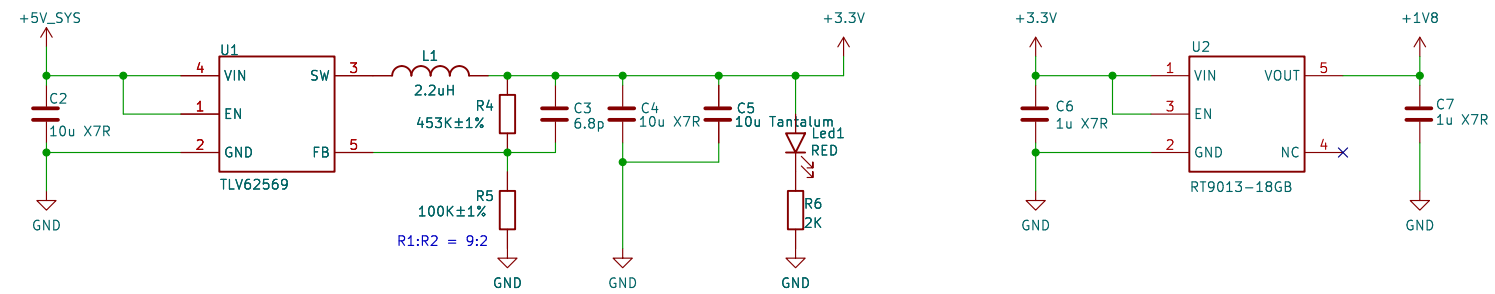 +5V_SYS
U1
4
VIN
SW
3
1
EN
2
GND
FB
5
TLV62569
C2
10u X7R
GND
L1
2.2uH
R4
453K±1%
C3
6.8p
C4
10u X7R
C5
10u Tantalum
+3.3V
Led1
RED
R5
100K±1%
R1:R2 = 9:2
GND
GND
R6
2K
GND
+3.3V
C6
1u X7R
GND
U2
1
VIN
VOUT
5
3
EN
2
GND
NC
4
RT9013-18GB
+1V8
C7
1u X7R
GND